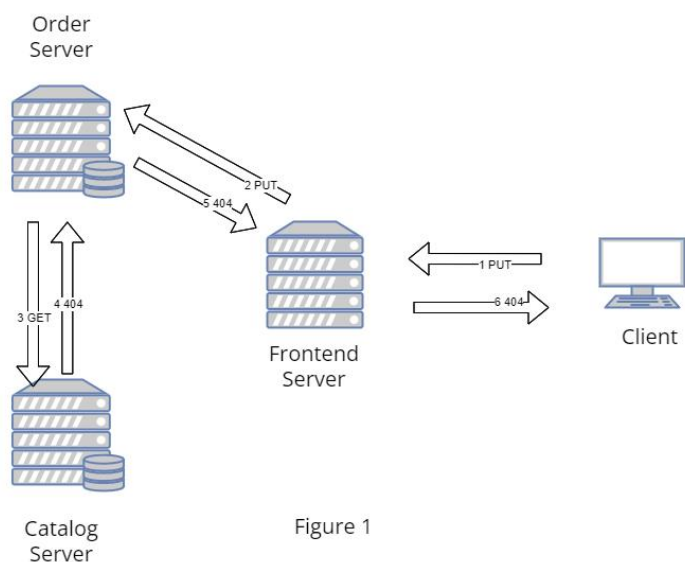 Order
Server
2 PUT
5 404
1 PUT
6 404
4 404
3 GET
Frontend
Server
Client
Catalog
Server
Figure 1